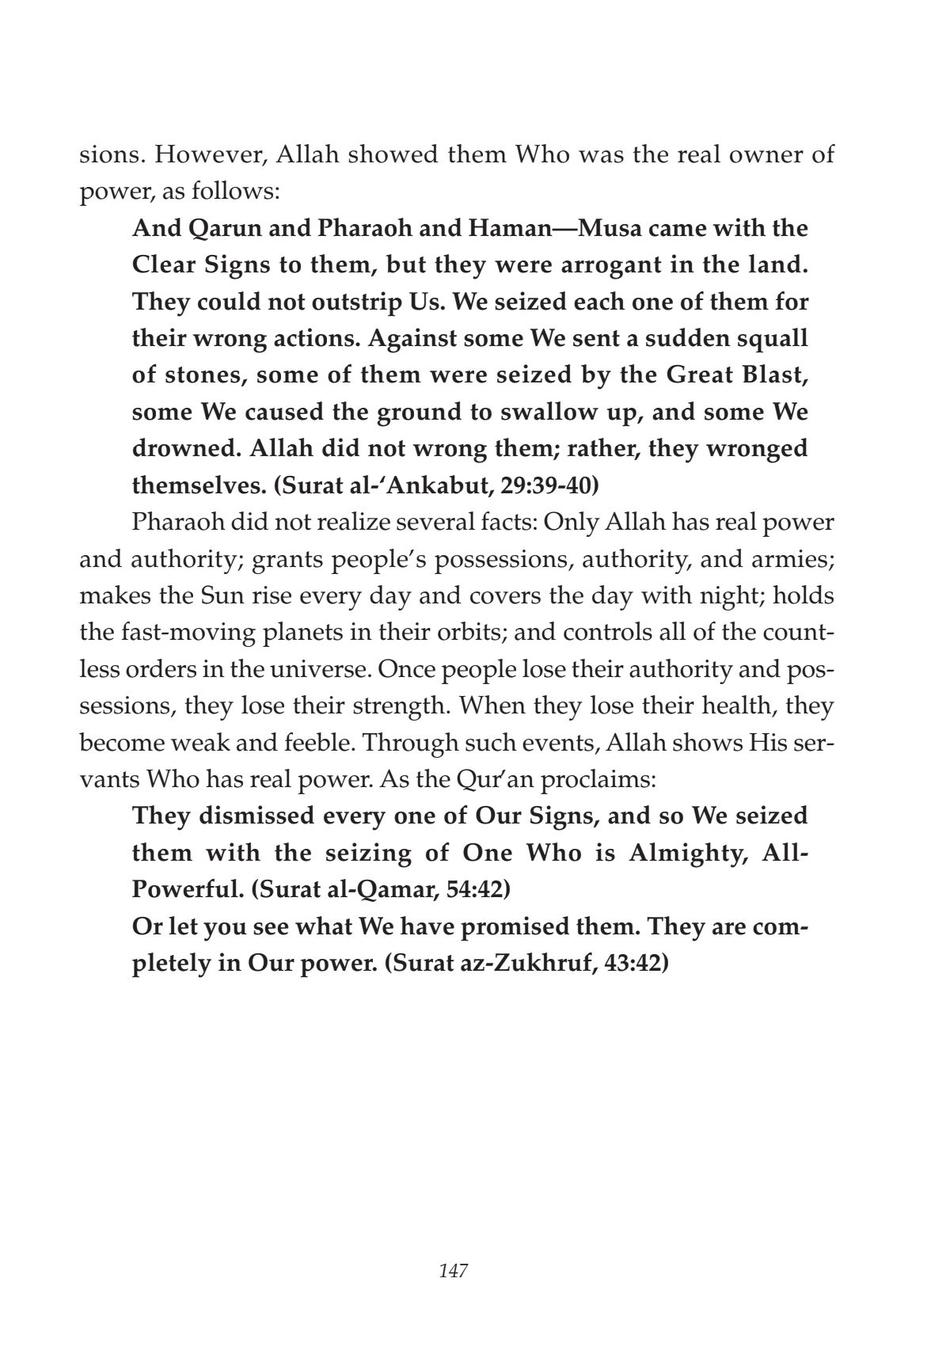 sions. However, Allah showed them Who was the real owner of
power, as follows:
And Qarun and Pharaoh and Haman—Musa came with the
Clear Signs to them, but they were arrogant in the land.
They could not outstrip Us. We seized each one of them for
their wrong actions. Against some We sent a sudden squall
of stones, some of them were seized by the Great Blast,
some We caused the ground to swallow up, and some We
drowned. Allah did not wrong them; rather, they wronged
themselves. (Surat al-‘Ankabut, 29:39-40)
Pharaoh did not realize several facts: Only Allah has real power
and authority; grants people’s possessions, authority, and armies;
makes the Sun rise every day and covers the day with night; holds
the fast-moving planets in their orbits; and controls all of the count-
less orders in the universe. Once people lose their authority and pos-
sessions, they lose their strength. When they lose their health, they
become weak and feeble. Through such events, Allah shows His ser-
vants Who has real power. As the Qur’an proclaims:
They dismissed every one of Our Signs, and so We seized
them with the seizing of One Who is Almighty, All-
Powerful. (Surat al-Qamar, 54:42)
Or let you see what We have promised them. They are com-
pletely in Our power. (Surat az-Zukhruf, 43:42)
147